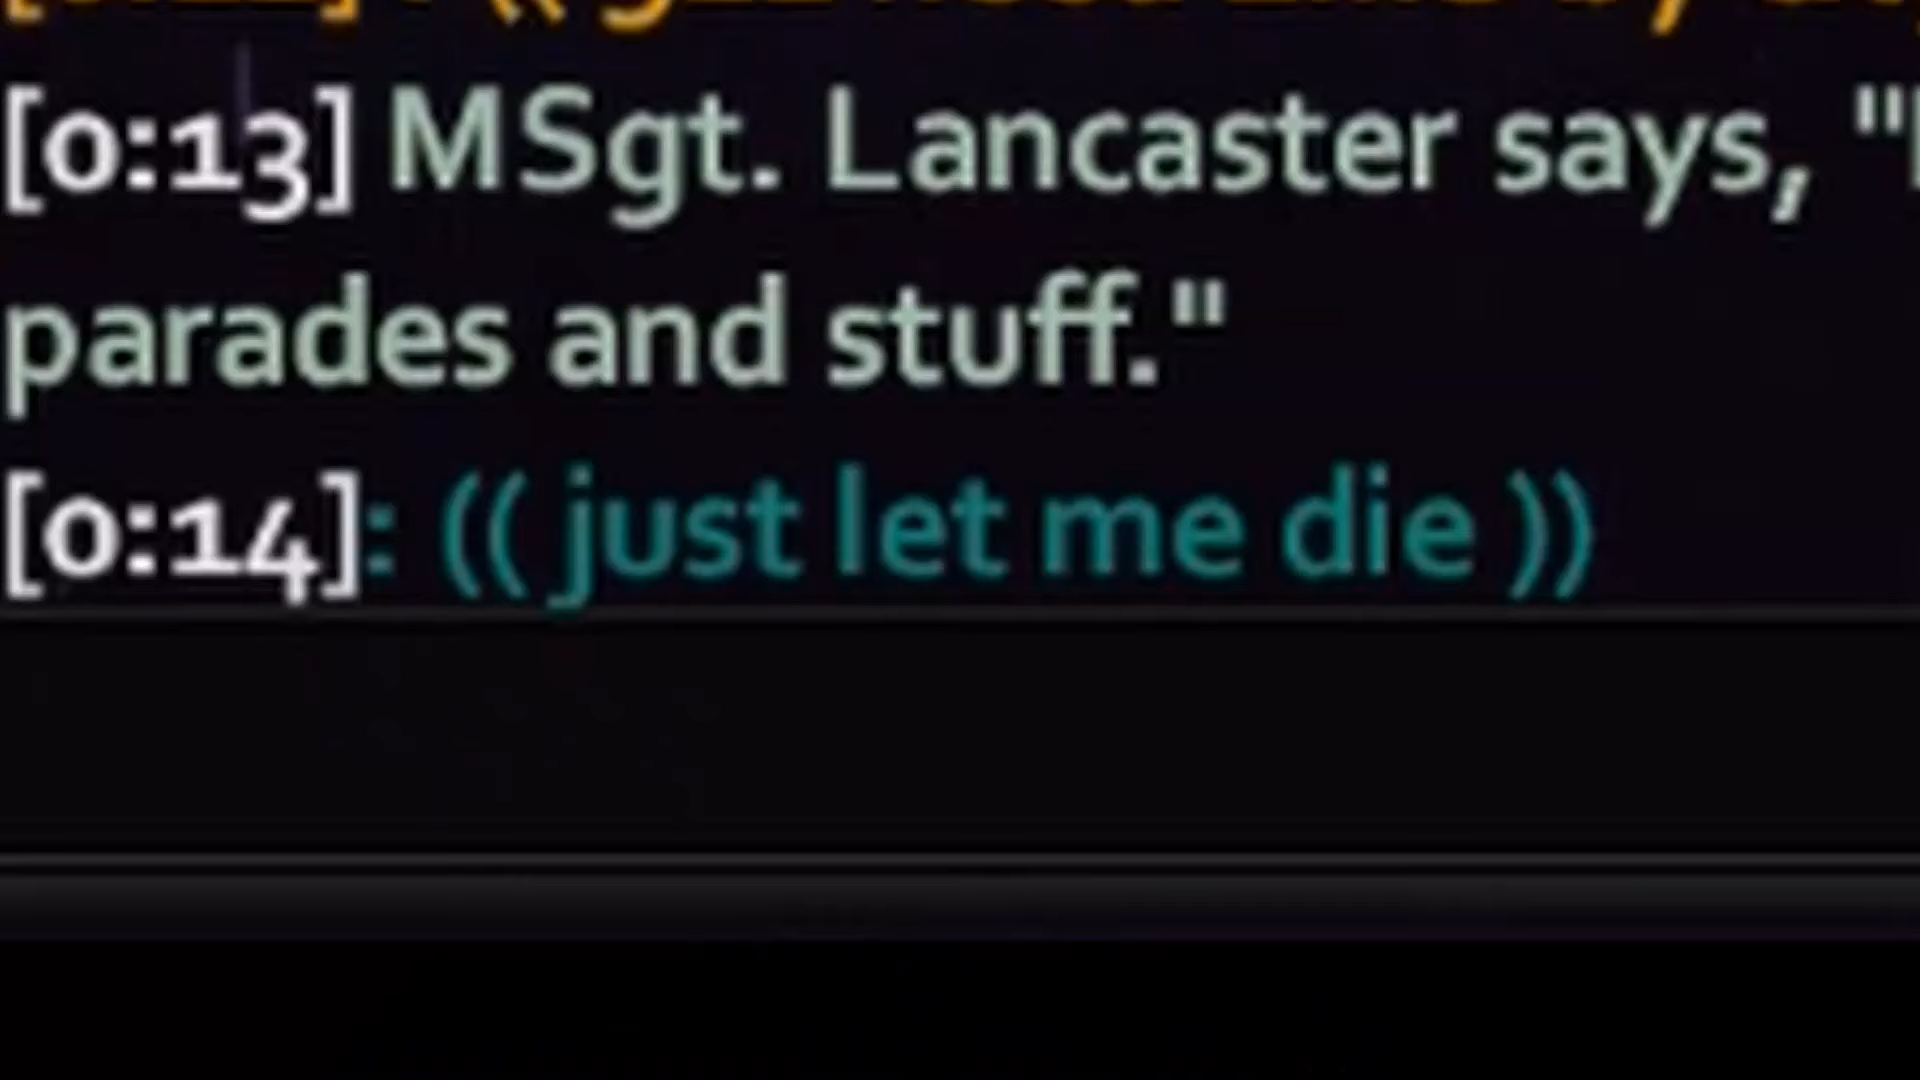 [0:13] MSgt. Lancaster says, "
parades and stuff."
[0:14]: (( just let me die ))